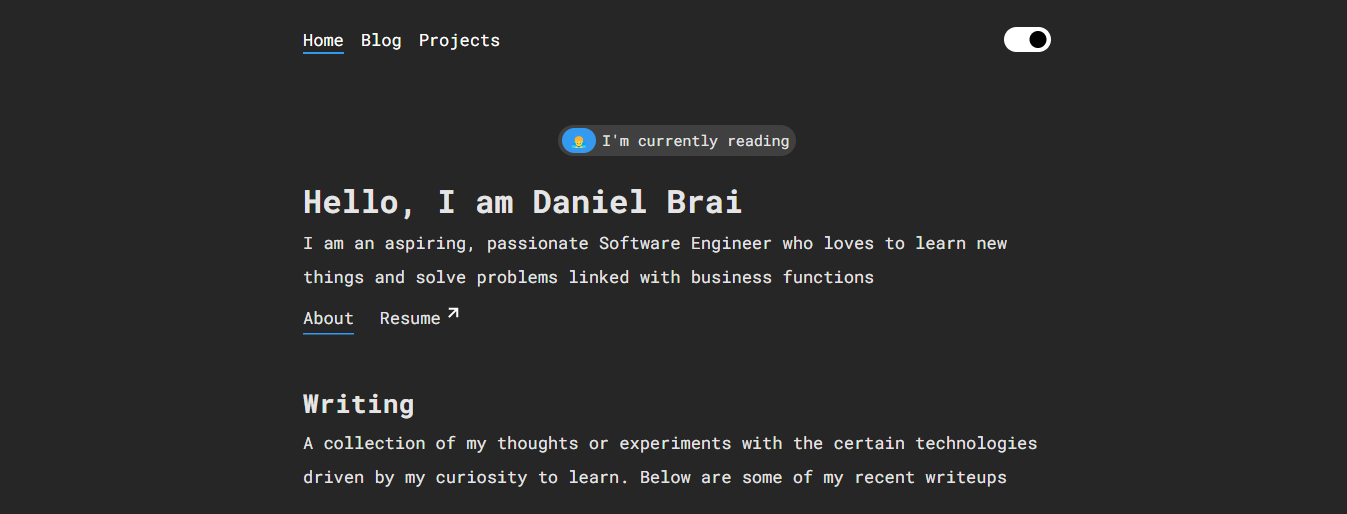 Home Blog Projects
I'm currently reading
Hello, I am Daniel Brai
I am an aspiring, passionate Software Engineer who loves to learn new
things and solve problems linked with business functions
About Resume
Writing
A collection of my thoughts or experiments with the certain technologies
driven by my curiosity to learn. Below are some of my recent writeups